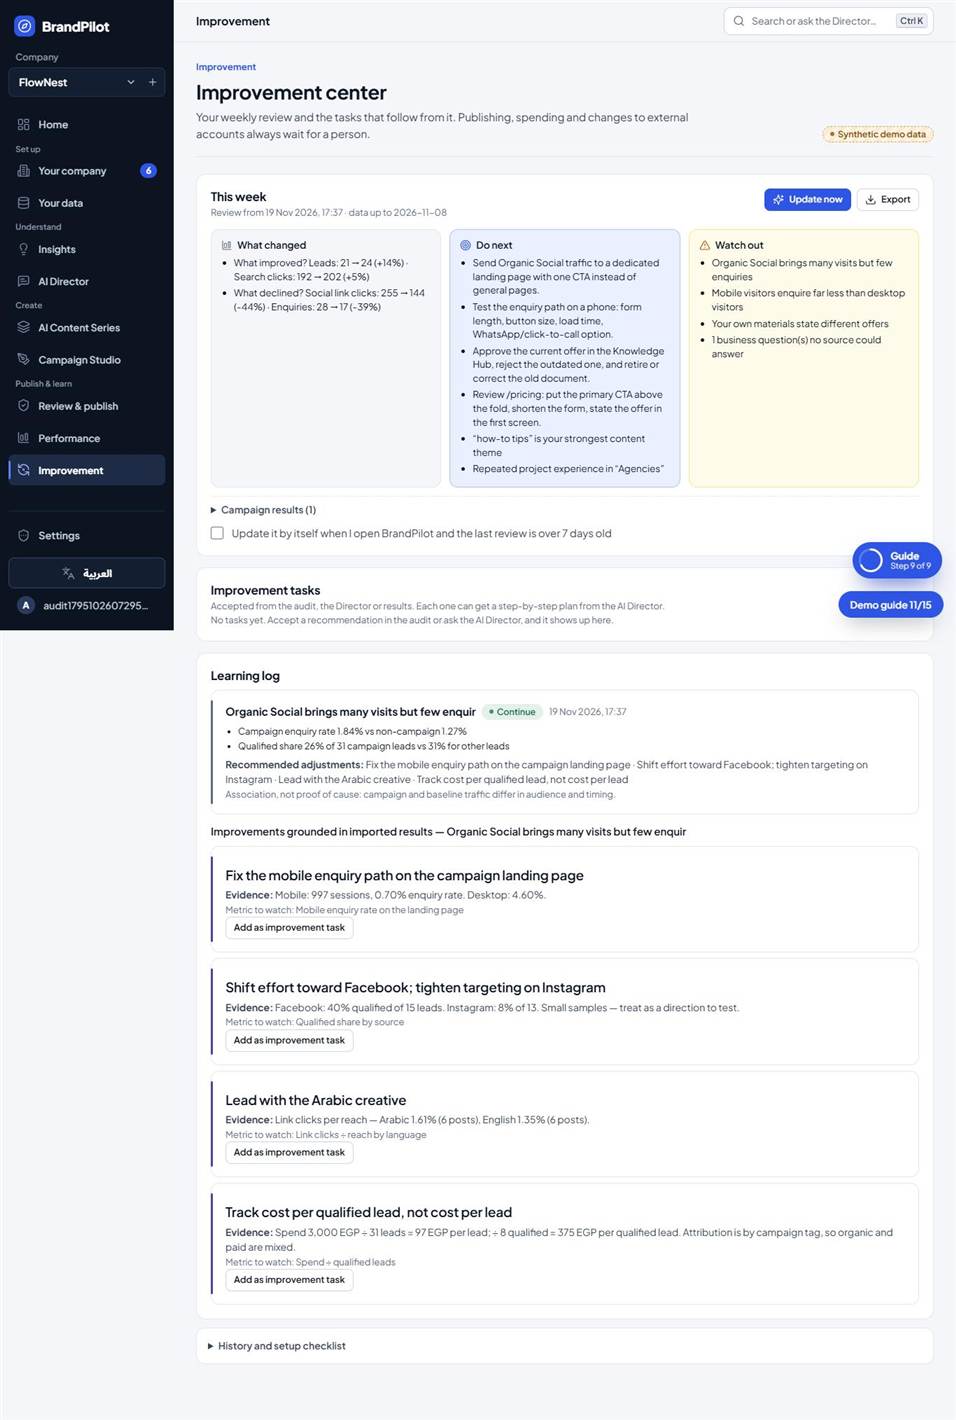 BrandPilot
Company
FlowNest
Home
Set up
Your company 6
Your data
Understand
Insights
AI Director
Create
AI Content Series
Campaign Studio
Publish & learn
Review & publish
Performance
Improvement
Settings
العربية
A audit1795102607295...
Improvement
Search or ask the Director... Ctrl K
Improvement
Improvement center
Your weekly review and the tasks that follow from it. Publishing, spending and changes to external
accounts always wait for a person.
Synthetic demo data
This week
Review from 19 Nov 2026, 17:37 · data up to 2026-11-08
Update now
Export
What changed
What improved? Leads: 21 → 24 (+14%) ·
Search clicks: 192 → 202 (+5%)
What declined? Social link clicks: 255 → 144
(-44%) · Enquiries: 28 → 17 (-39%)
Do next
Send Organic Social traffic to a dedicated
landing page with one CTA instead of
general pages.
Test the enquiry path on a phone: form
length, button size, load time,
WhatsApp/click-to-call option.
Approve the current offer in the Knowledge
Hub, reject the outdated one, and retire or
correct the old document.
Review /pricing: put the primary CTA above
the fold, shorten the form, state the offer in
the first screen.
"how-to tips" is your strongest content
theme
Repeated project experience in "Agencies"
Watch out
Organic Social brings many visits but few
enquiries
Mobile visitors enquire far less than desktop
visitors
Your own materials state different offers
1 business question(s) no source could
answer
Campaign results (1)
Update it by itself when I open BrandPilot and the last review is over 7 days old
Guide
Step 9 of 9
Demo guide 11/15
Improvement tasks
Accepted from the audit, the Director or results. Each one can get a step-by-step plan from the AI Director.
No tasks yet. Accept a recommendation in the audit or ask the AI Director, and it shows up here.
Learning log
Organic Social brings many visits but few enquir Continue 19 Nov 2026, 17:37
Campaign enquiry rate 1.84% vs non-campaign 1.27%
Qualified share 26% of 31 campaign leads vs 31% for other leads
Recommended adjustments: Fix the mobile enquiry path on the campaign landing page · Shift effort toward Facebook; tighten targeting on
Instagram · Lead with the Arabic creative · Track cost per qualified lead, not cost per lead
Association, not proof of cause: campaign and baseline traffic differ in audience and timing.
Improvements grounded in imported results — Organic Social brings many visits but few enquir
Fix the mobile enquiry path on the campaign landing page
Evidence: Mobile: 997 sessions, 0.70% enquiry rate. Desktop: 4.60%.
Metric to watch: Mobile enquiry rate on the landing page
Add as improvement task
Shift effort toward Facebook; tighten targeting on Instagram
Evidence: Facebook: 40% qualified of 15 leads. Instagram: 8% of 13. Small samples — treat as a direction to test.
Metric to watch: Qualified share by source
Add as improvement task
Lead with the Arabic creative
Evidence: Link clicks per reach — Arabic 1.61% (6 posts), English 1.35% (6 posts).
Metric to watch: Link clicks ÷ reach by language
Add as improvement task
Track cost per qualified lead, not cost per lead
Evidence: Spend 3,000 EGP ÷ 31 leads = 97 EGP per lead; ÷ 8 qualified = 375 EGP per qualified lead. Attribution is by campaign tag, so organic and
paid are mixed.
Metric to watch: Spend ÷ qualified leads
Add as improvement task
History and setup checklist